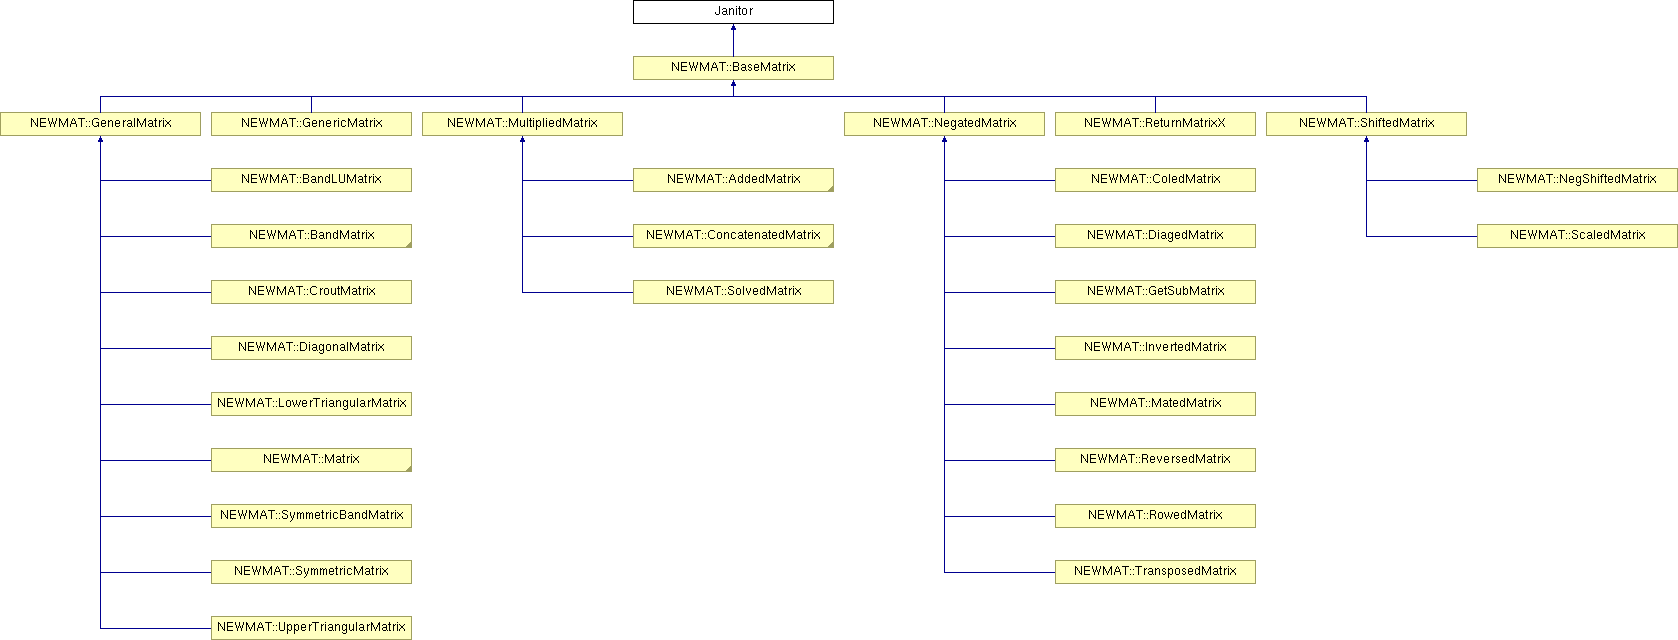 Janitor
NEWMAT::BaseMatrix
NEWMAT::GeneralMatrix
NEWMAT::GenericMatrix
NEWMAT::MultipliedMatrix
NEWMAT::NegatedMatrix
NEWMAT::ReturnMatrixX
NEWMAT::ShiftedMatrix
NEWMAT::BandLUMatrix
NEWMAT::AddedMatrix
NEWMAT::ColedMatrix
NEWMAT::NegShiftedMatrix
NEWMAT::BandMatrix
NEWMAT::ConcatenatedMatrix
NEWMAT::DiagedMatrix
NEWMAT::ScaledMatrix
NEWMAT::CroutMatrix
NEWMAT::SolvedMatrix
NEWMAT::GetSubMatrix
NEWMAT::DiagonalMatrix
NEWMAT::InvertedMatrix
NEWMAT::LowerTriangularMatrix
NEWMAT::MatedMatrix
NEWMAT::Matrix
NEWMAT::ReversedMatrix
NEWMAT::SymmetricBandMatrix
NEWMAT::RowedMatrix
NEWMAT::SymmetricMatrix
NEWMAT::TransposedMatrix
NEWMAT::UpperTriangularMatrix